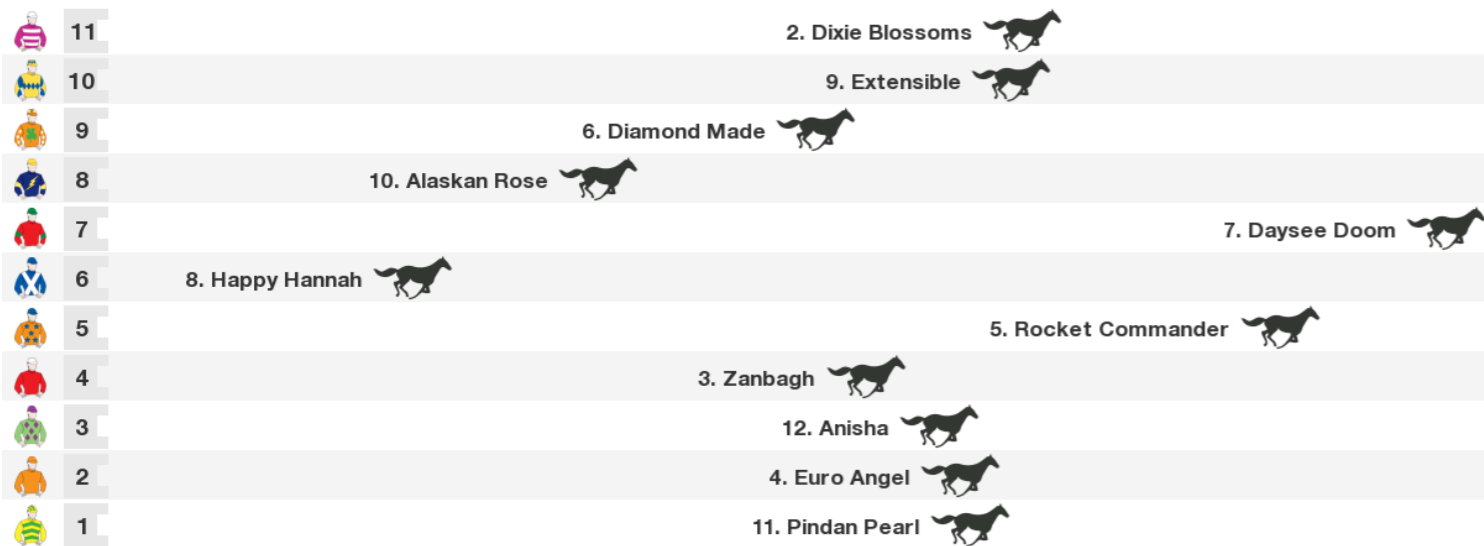 11 2. Dixie Blossoms
10 9. Extensible
9 6. Diamond Made
8 10. Alaskan Rose
7 7. Daysee Doom
6 8. Happy Hannah
5 5. Rocket Commander
4 3. Zanbagh
3 12. Anisha
2 4. Euro Angel
1 11. Pindan Pearl